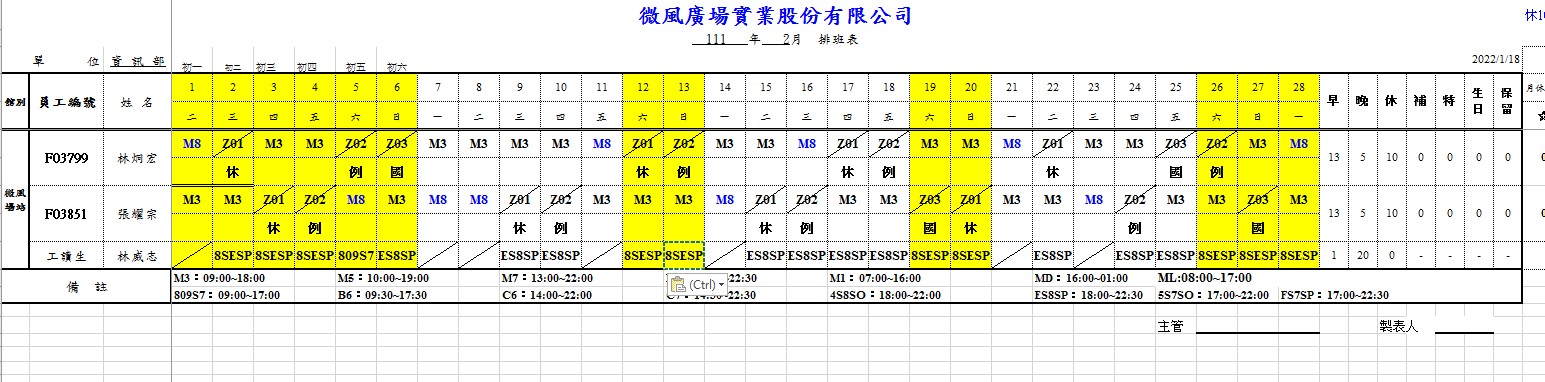 微風廣場實業股份有限公司
休1
111 年 2月 排班表
單 位 資訊部 初一 初二 初三 初四 初五 初六 2022/1/18
館別 員工編號 姓名 1 2 3 4 5 6 7 8 9 10 11 12 13 14 15 16 17 18 19 20 21 22 23 24 25 26 27 28 早 晚 休 補 特 生日 保留 月休
二 三 四 五 六 日 一 二 三 四 五 六 日 一 二 三 四 五 六 日 一 二 三 四 五 六 日 一
微風場站 F03799 林炯宏 M8 Z01 M3 M3 Z02 Z03 M3 M3 M3 M3 M8 Z01 Z02 M3 M3 M8 Z01 Z02 M3 M3 M8 Z01 M3 M3 Z03 Z02 M3 M8 13 5 10 0 0 0 0
休 例 國 休 例 休 例 休 國 例
F03851 張耀宗 M3 M3 Z01 Z02 M8 M3 M8 M8 Z01 Z02 M3 M3 M3 M8 Z01 Z02 M3 M3 Z03 Z01 M3 M3 M8 Z02 M3 M3 Z03 M3 13 5 10 0 0 0 0
休 例 休 例 休 例 國 休 例 國
工讀生 林威志 8SESP 8SESP 8SESP 809S7 ES8SP ES8SP ES8SP 8SESP 8SESP ES8SP ES8SP ES8SP ES8SP 8SESP 8SESP ES8SP ES8SP ES8SP 8SESP 8SESP 8SESP 1 20 0 - - - -
備 註 M3：09:00~18:00 M5：10:00~19:00 M7：13:00~22:00 M1：07:00~16:00 MD：16:00~01:00 ML:08:00~17:00
809S7：09:00~17:00 B6：09:30~17:30 C6：14:00~22:00 4S8SO：18:00~22:00 ES8SP：18:00~22:30 5S7SO：17:00~22:00 FS7SP：17:00~22:30
(Ctrl)
主管 製表人